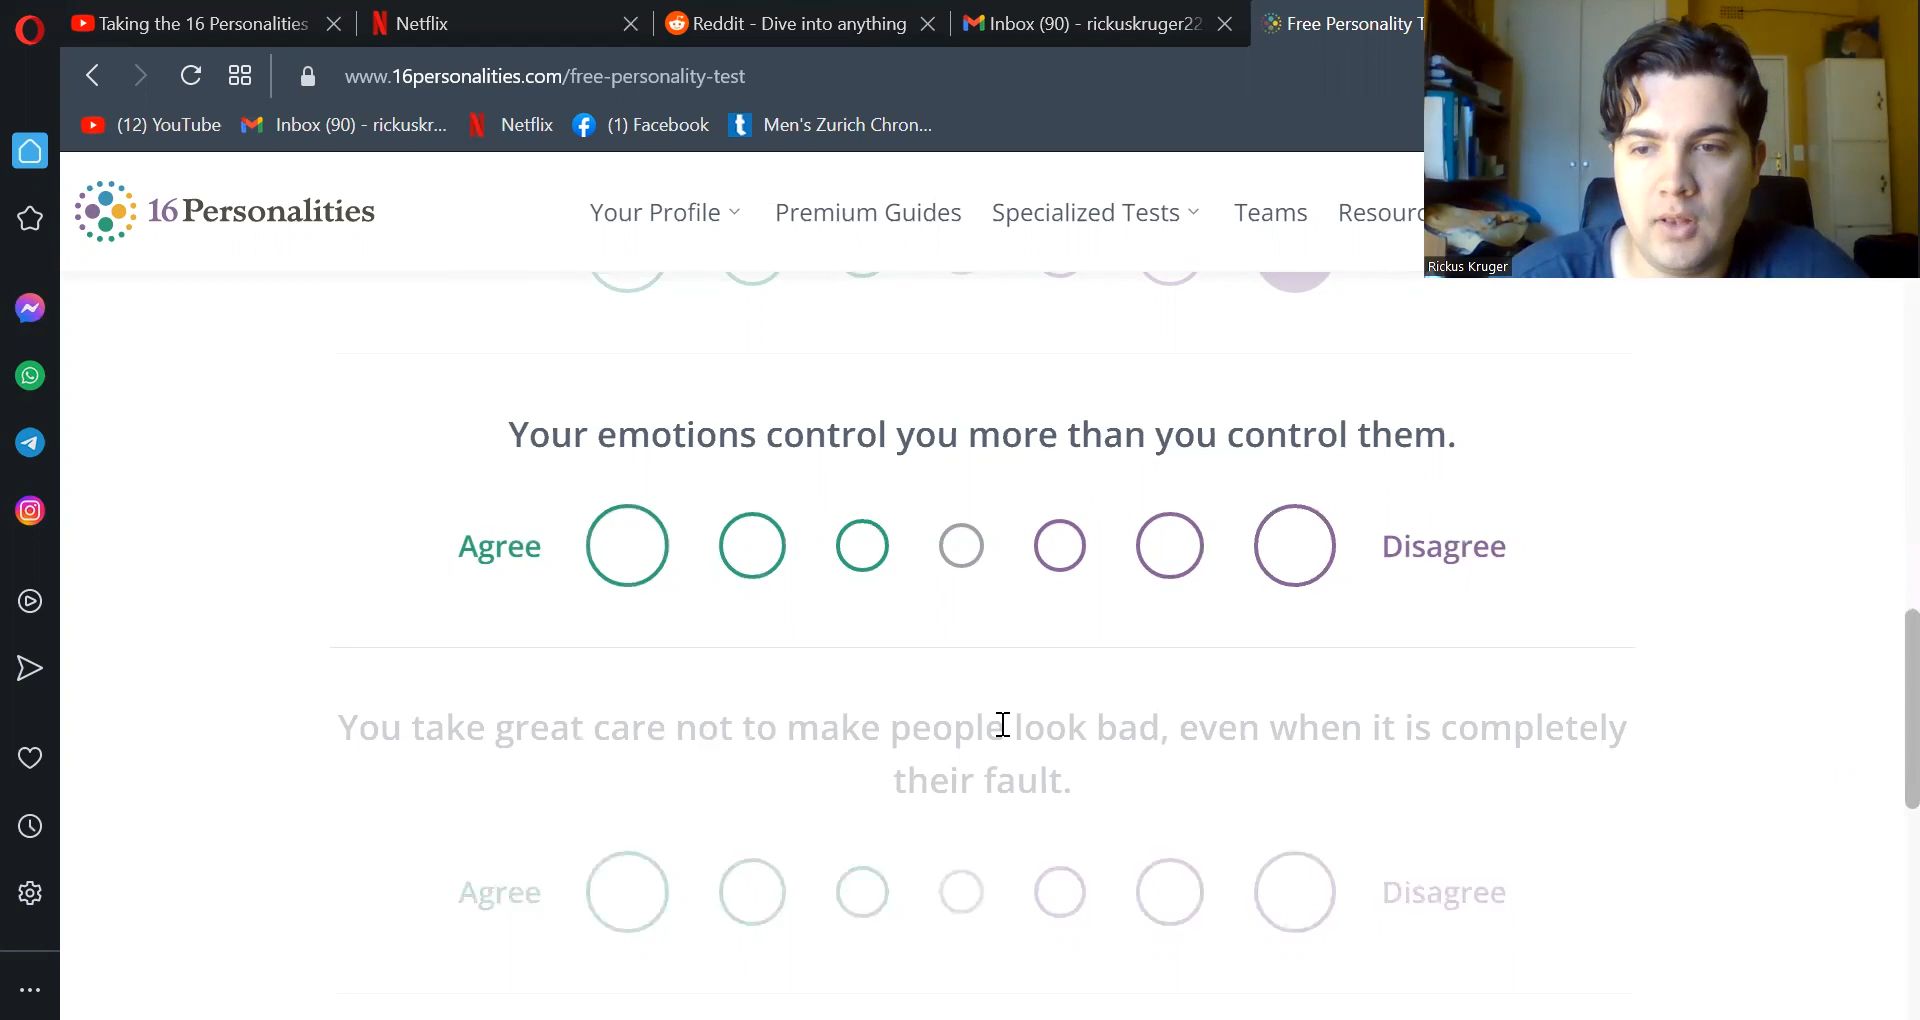 Taking the 16 Personalities
Netflix
Reddit - Dive into anything
Inbox (90) - rickuskruger22
Free Personality T
www.16personalities.com/free-personality-test
(12) YouTube
Inbox (90) - rickuskr...
Netflix
(1) Facebook
Men's Zurich Chron...
16Personalities
Your Profile
Premium Guides
Specialized Tests
Teams
Resourc
Rickus Kruger
Your emotions control you more than you control them.
Agree
Disagree
You take great care not to make people look bad, even when it is completely
their fault.
Agree
Disagree